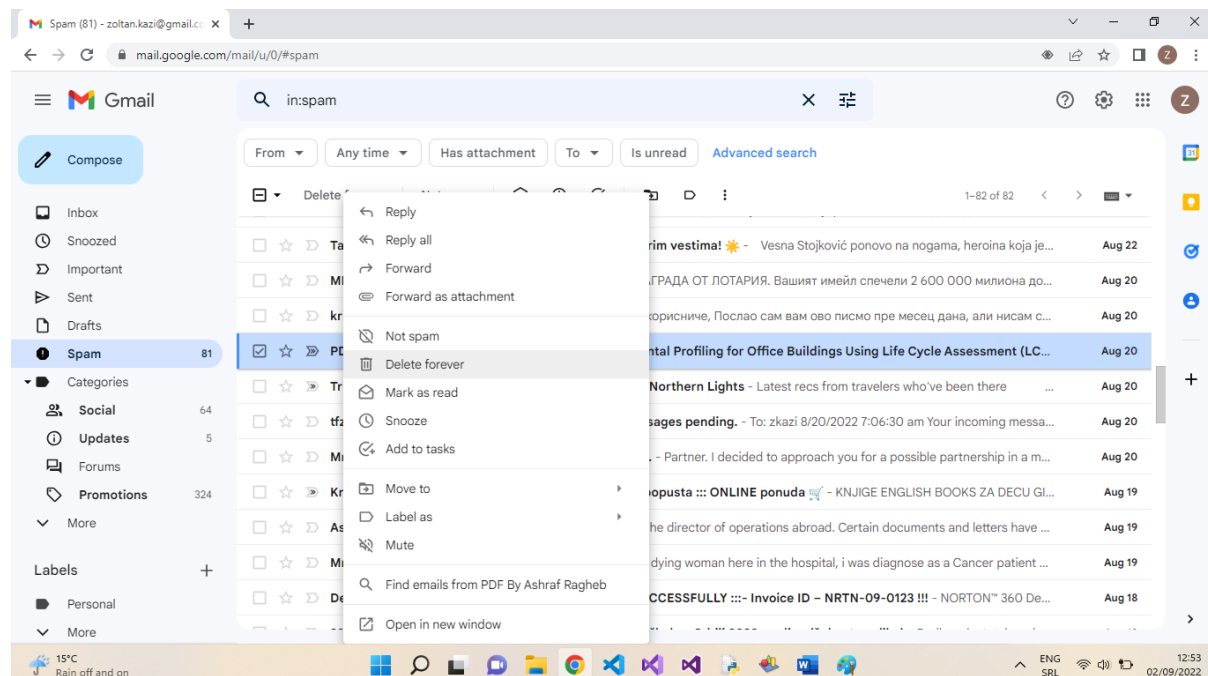 Spam (81) - zoltan.kazi@gmail.cc
mail.google.com/mail/u/0/#spam
Z
Gmail
in:spam
Z
Compose
From
Any time
Has attachment
To
Is unread
Advanced search
31
Delete
1–82 of 82
Inbox
Snoozed
Important
Sent
Drafts
Spam 81
Categories
Social 64
Updates 5
Forums
Promotions 324
More
Labels
Personal
More
Reply
Reply all
Forward
Forward as attachment
Not spam
Delete forever
Mark as read
Snooze
Add to tasks
Move to
Label as
Mute
Find emails from PDF By Ashraf Ragheb
Open in new window
Ta rim vestima! - Vesna Stojković ponovo na nogama, heroina koja je... Aug 22
АГРАДА ОТ ЛОТАРИЯ. Вашият имейл спечели 2 600 000 милиона до... Aug 20
kr корисниче, Послао сам вам ово писмо пре месец дана, али нисам с... Aug 20
ntal Profiling for Office Buildings Using Life Cycle Assessment (LC... Aug 20
Tr Northern Lights - Latest recs from travelers who've been there ... Aug 20
tfz sages pending. - To: zkazi 8/20/2022 7:06:30 am Your incoming messa... Aug 20
. - Partner. I decided to approach you for a possible partnership in a m... Aug 20
Kr popusta ::: ONLINE ponuda - KNJIGE ENGLISH BOOKS ZA DECU GI... Aug 19
As he director of operations abroad. Certain documents and letters have ... Aug 19
dying woman here in the hospital, i was diagnose as a Cancer patient ... Aug 19
De CCESSFULLY :::- Invoice ID – NRTN-09-0123 !!! - NORTON™ 360 De... Aug 18
15°C
Rain off and on
ENG
SRL
12:53
02/09/2022